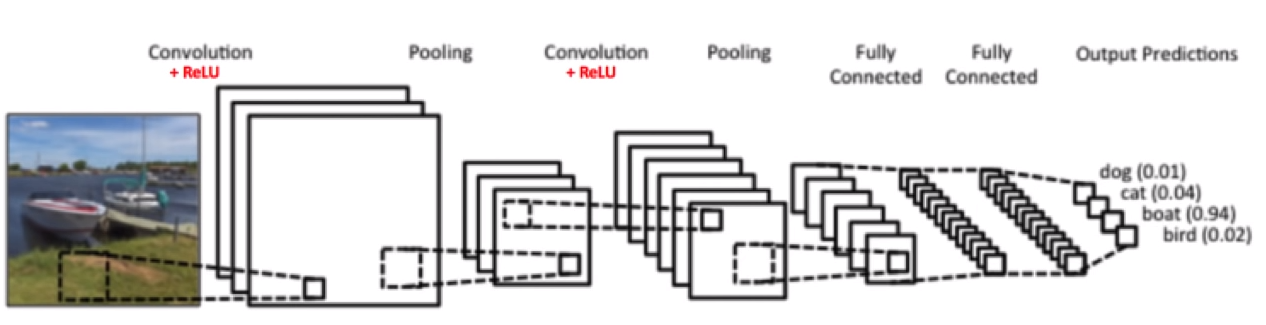 Convolution
+ ReLU
Pooling
Convolution
+ ReLU
Pooling
Fully
Connected
Fully
Connected
Output Predictions
dog (0.01)
cat (0.04)
boat (0.94)
bird (0.02)